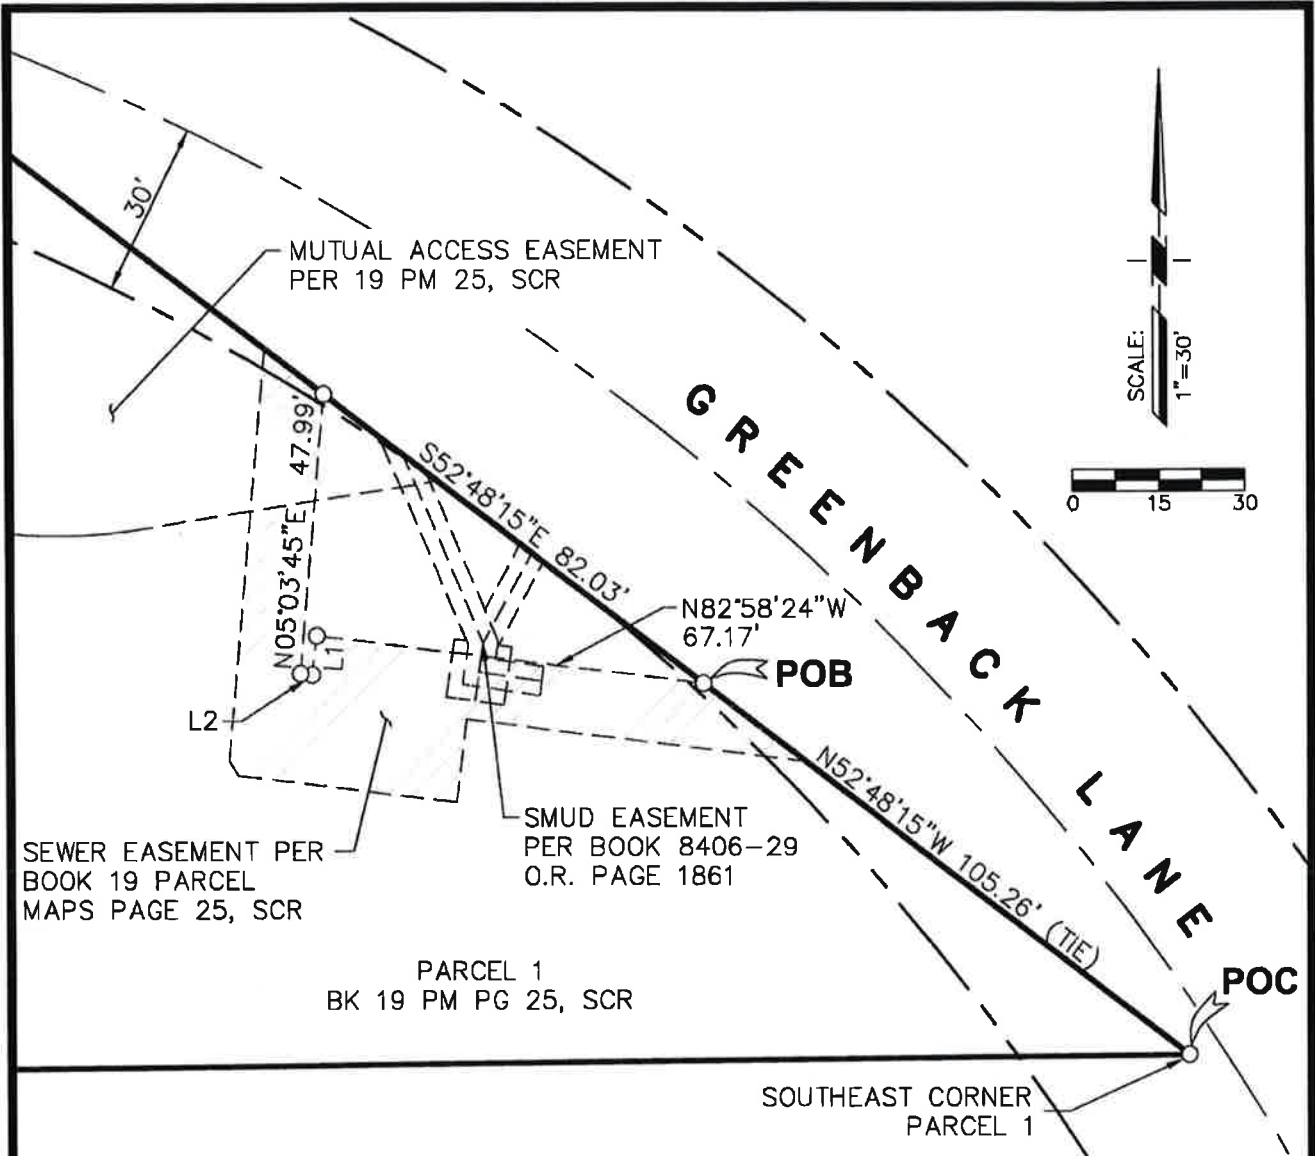 30'
MUTUAL ACCESS EASEMENT
PER 19 PM 25, SCR
SCALE:
1"=30'
0 15 30
GREENBACK LANE
S52°48'15"E 82.03'
N05°03'45"E 47.99'
N82°58'24"W
67.17'
POB
L1
L2
N52°48'15"W 105.26' (TIE)
SMUD EASEMENT
PER BOOK 8406-29
O.R. PAGE 1861
SEWER EASEMENT PER
BOOK 19 PARCEL
MAPS PAGE 25, SCR
PARCEL 1
BK 19 PM PG 25, SCR
POC
SOUTHEAST CORNER
PARCEL 1